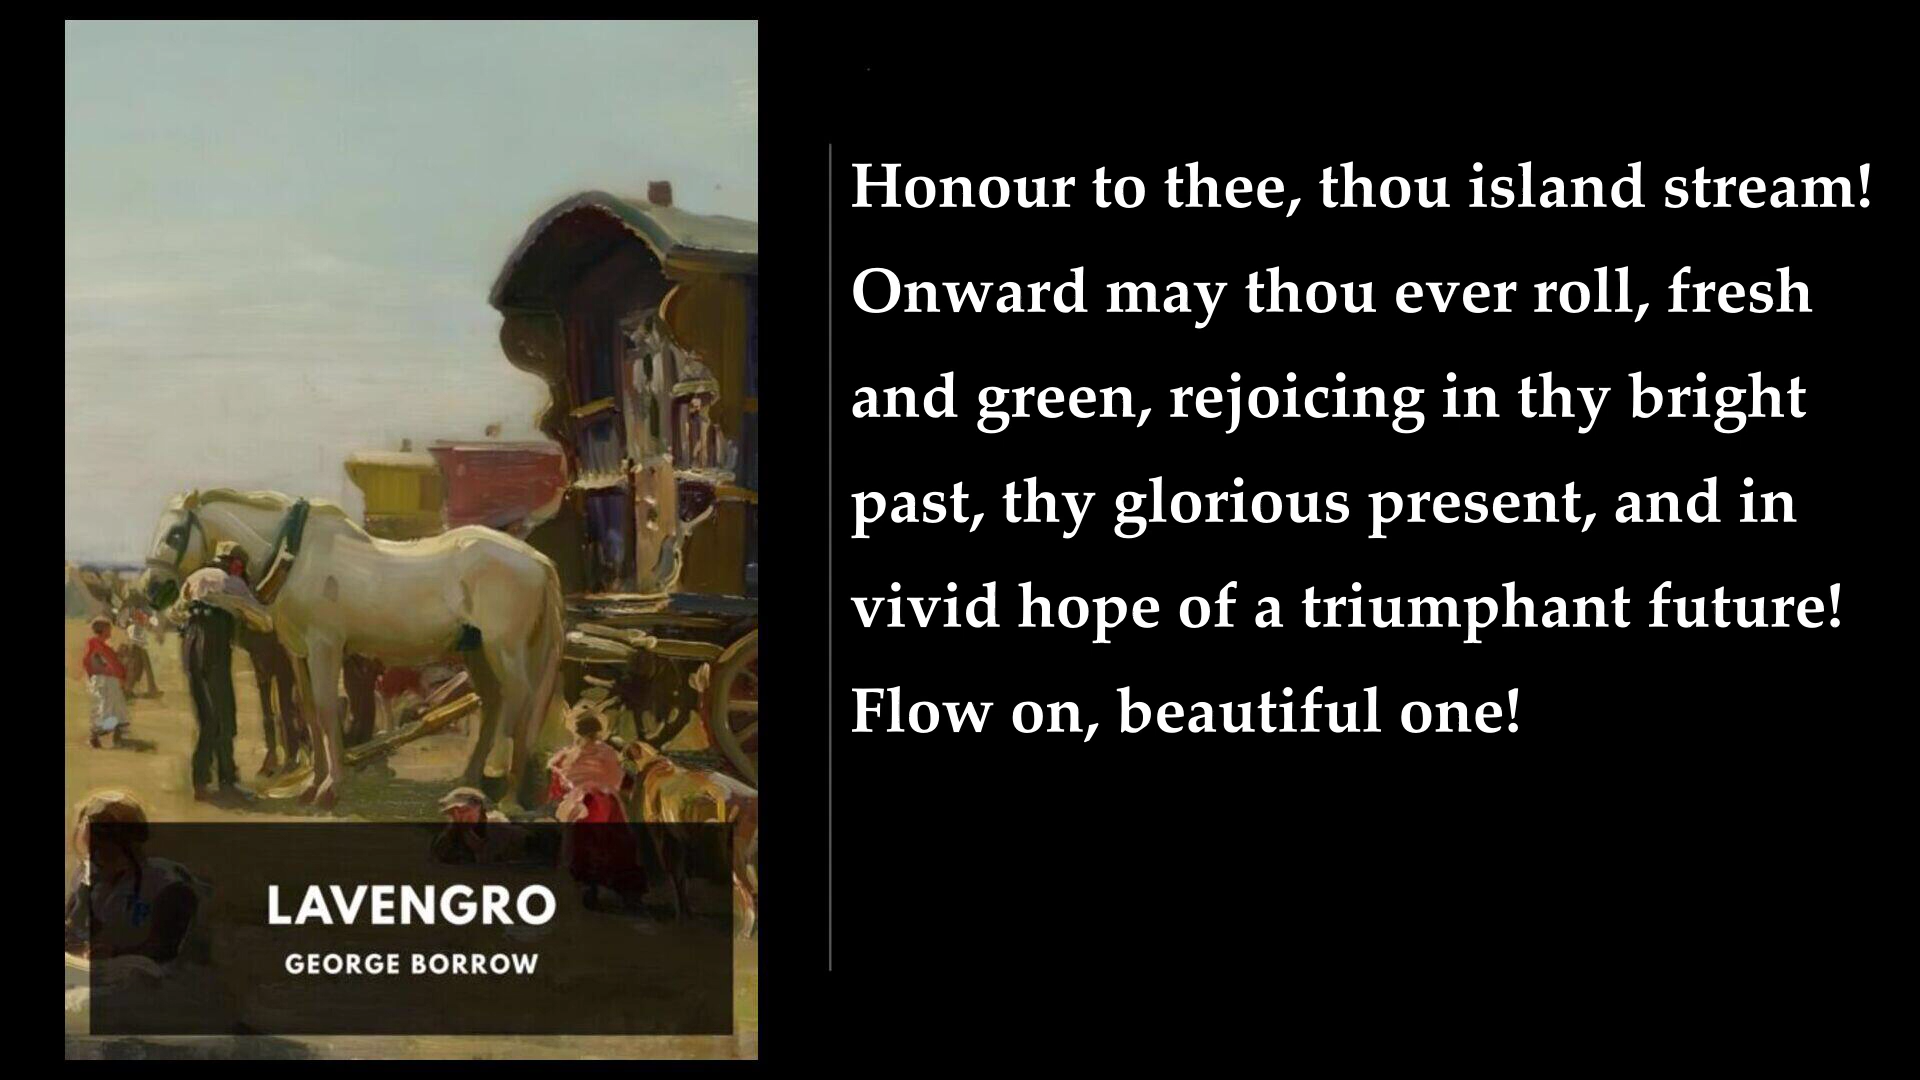 Honour to thee, thou island stream!
Onward may thou ever roll, fresh
and green, rejoicing in thy bright
past, thy glorious present, and in
vivid hope of a triumphant future!
Flow on, beautiful one!
LAVENGRO
GEORGE BORROW